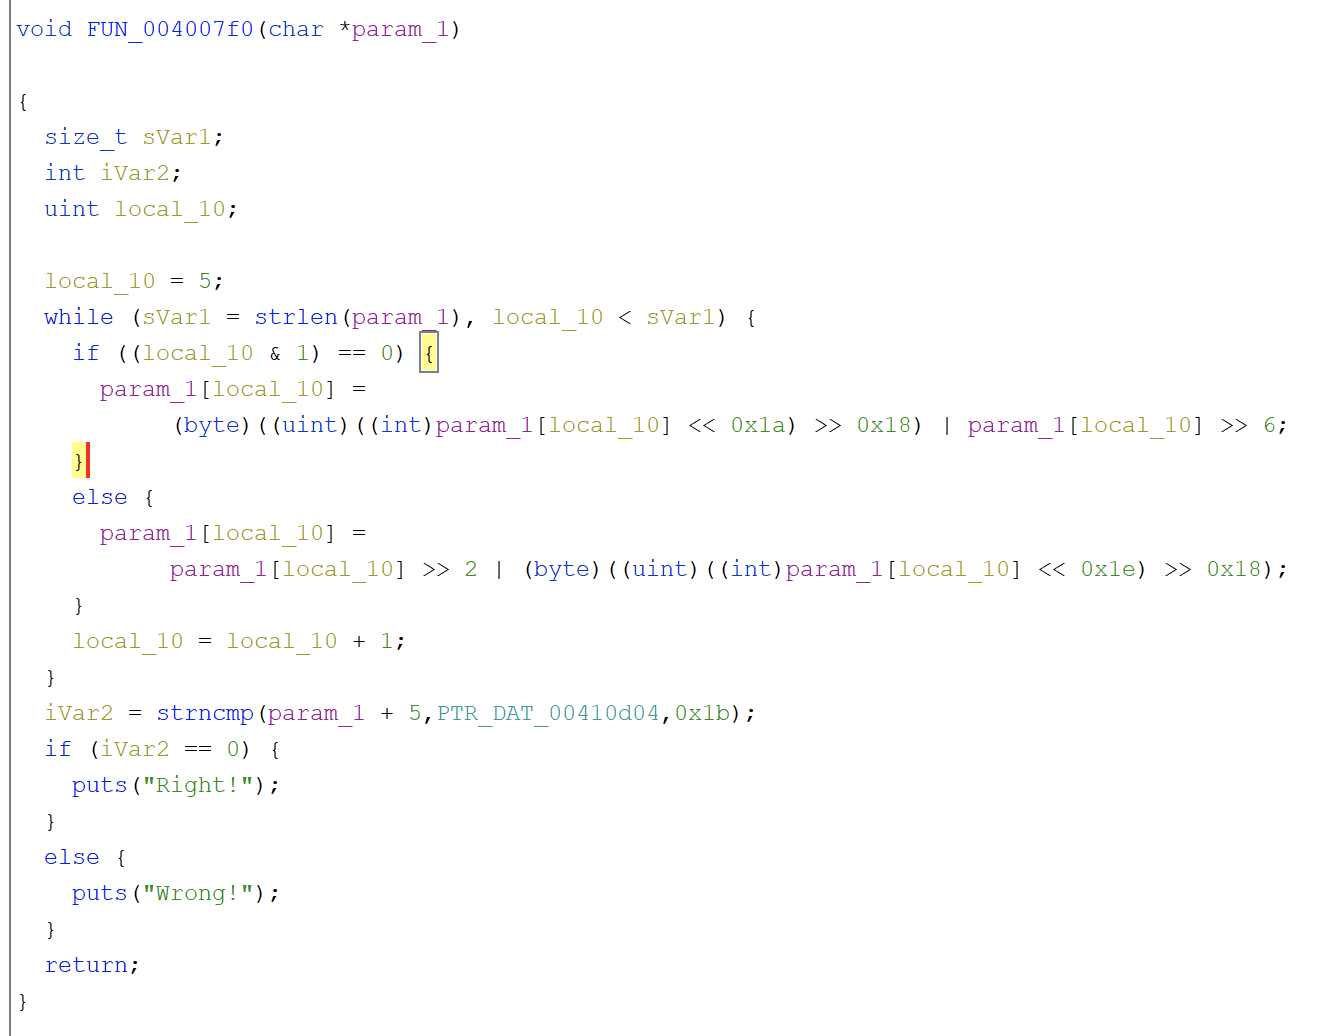 void FUN_004007f0(char *param_1)
{
size_t sVar1;
int iVar2;
uint local_10;
local_10 = 5;
while (sVar1 = strlen(param_1), local_10 < sVar1) {
if ((local_10 & 1) == 0) {
param_1[local_10] =
(byte)((uint)((int)param_1[local_10] << 0x1a) >> 0x18) | param_1[local_10] >> 6;
}
else {
param_1[local_10] =
param_1[local_10] >> 2 | (byte)((uint)((int)param_1[local_10] << 0x1e) >> 0x18);
}
local_10 = local_10 + 1;
}
iVar2 = strncmp(param_1 + 5,PTR_DAT_00410d04,0x1b);
if (iVar2 == 0) {
puts("Right!");
}
else {
puts("Wrong!");
}
return;
}